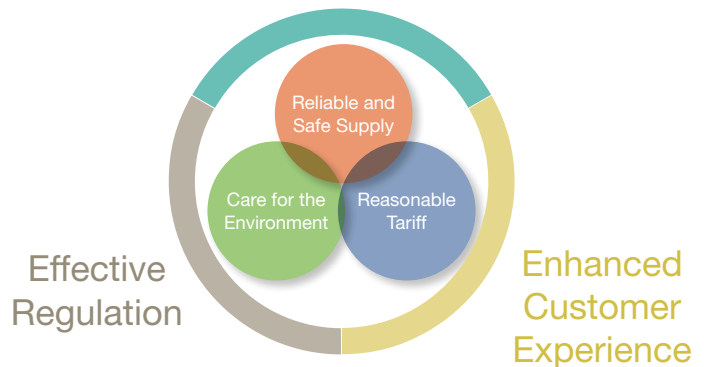 Reliable and
Safe Supply
Care for the
Environment
Reasonable
Tariff
Effective
Regulation
Enhanced
Customer
Experience